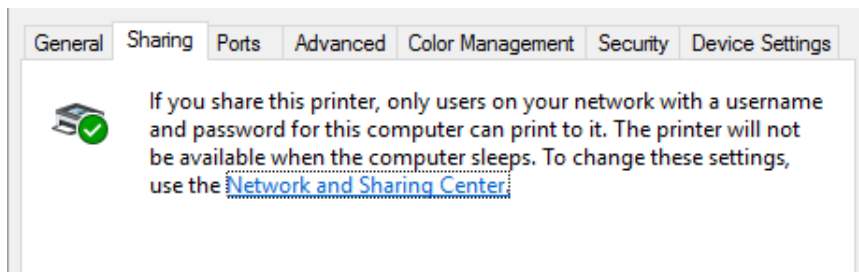 General Sharing Ports Advanced Color Management Security Device Settings
If you share this printer, only users on your network with a username
and password for this computer can print to it. The printer will not
be available when the computer sleeps. To change these settings,
use the Network and Sharing Center.